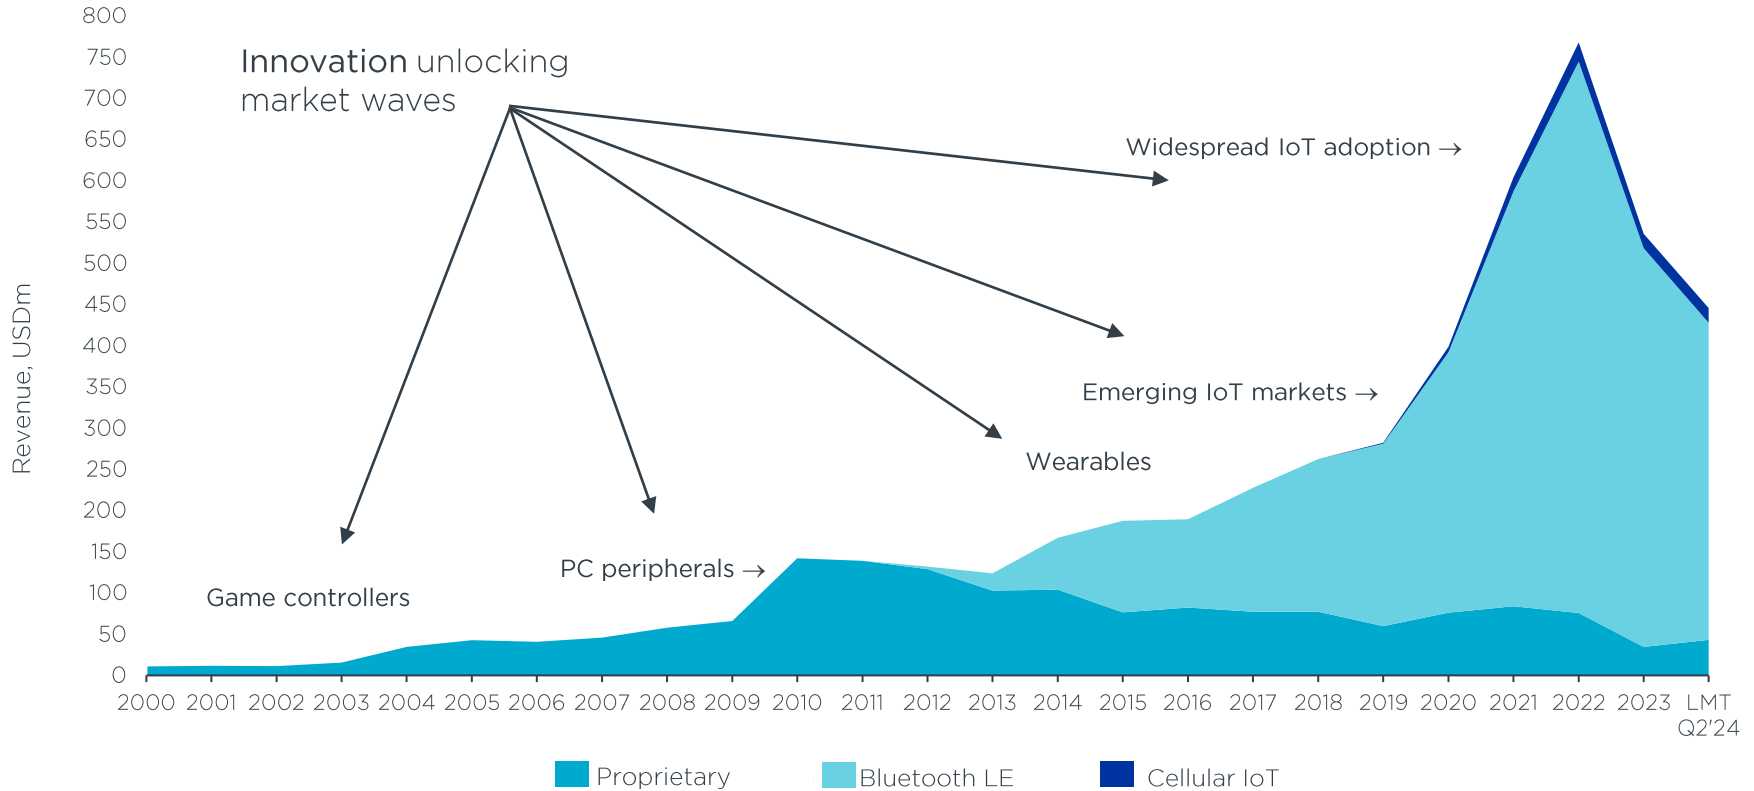 Innovation unlocking
market waves
Revenue, USDm
800
750
700
650
600
550
500
450
400
350
300
250
200
150
100
50
0
Widespread IoT adoption →
Emerging IoT markets →
Wearables
PC peripherals →
Game controllers
2000 2001 2002 2003 2004 2005 2006 2007 2008 2009 2010 2011 2012 2013 2014 2015 2016 2017 2018 2019 2020 2021 2022 2023 LMT
Q2'24
Proprietary Bluetooth LE Cellular IoT